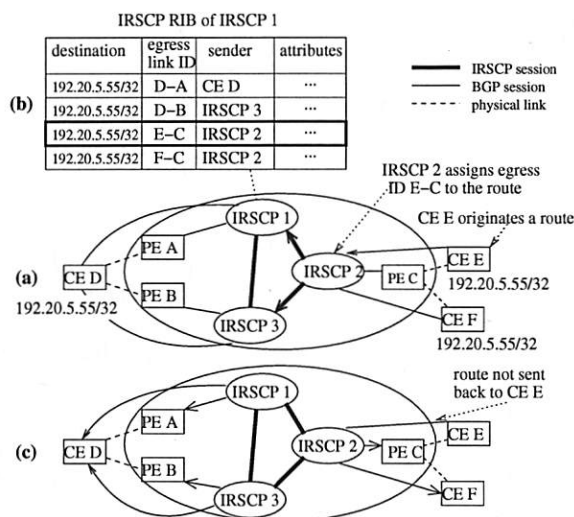 IRSCP RIB of IRSCP 1
destination egress link ID sender attributes
192.20.5.55/32 D-A CE D ...
192.20.5.55/32 D-B IRSCP 3 ...
192.20.5.55/32 E-C IRSCP 2 ...
192.20.5.55/32 F-C IRSCP 2 ...
(b)
IRSCP session
BGP session
physical link
IRSCP 2 assigns egress
ID E-C to the route
CE E originates a route
(a)
IRSCP 1
PE A
CE D
192.20.5.55/32
PE B
IRSCP 2
PE C
CE E
192.20.5.55/32
CE F
192.20.5.55/32
IRSCP 3
route not sent
back to CE E
(c)
IRSCP 1
PE A
CE D
PE B
IRSCP 2
PE C
CE E
CE F
IRSCP 3